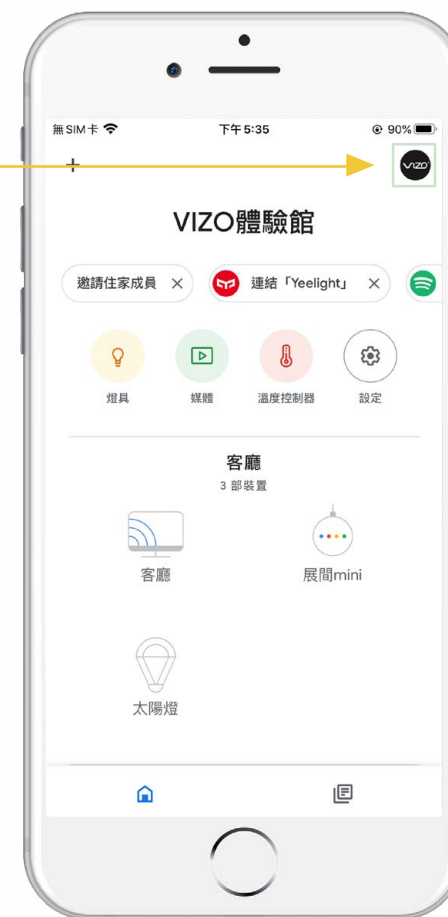 無SIM卡
下午5:35
90%
+
VIZO
VIZO體驗館
邀請住家成員 ×
連結「Yeelight」 ×
燈具
媒體
溫度控制器
設定
客廳
3 部裝置
客廳
展間mini
太陽燈